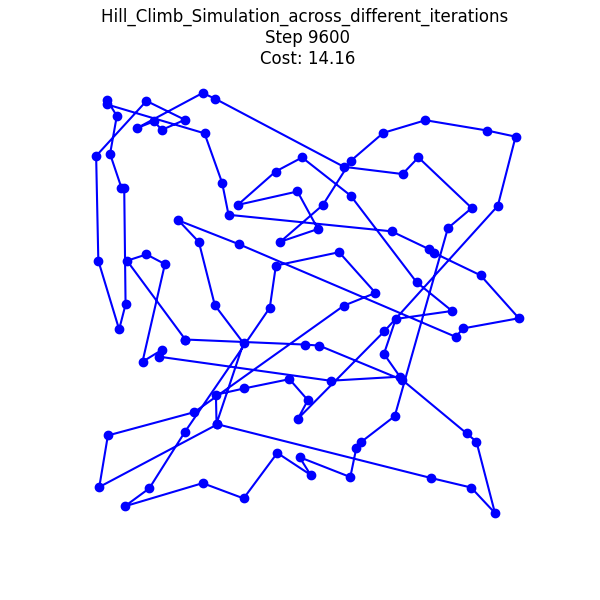 Hill_Climb_Simulation_across_different_iterations
Step 9600
Cost: 14.16